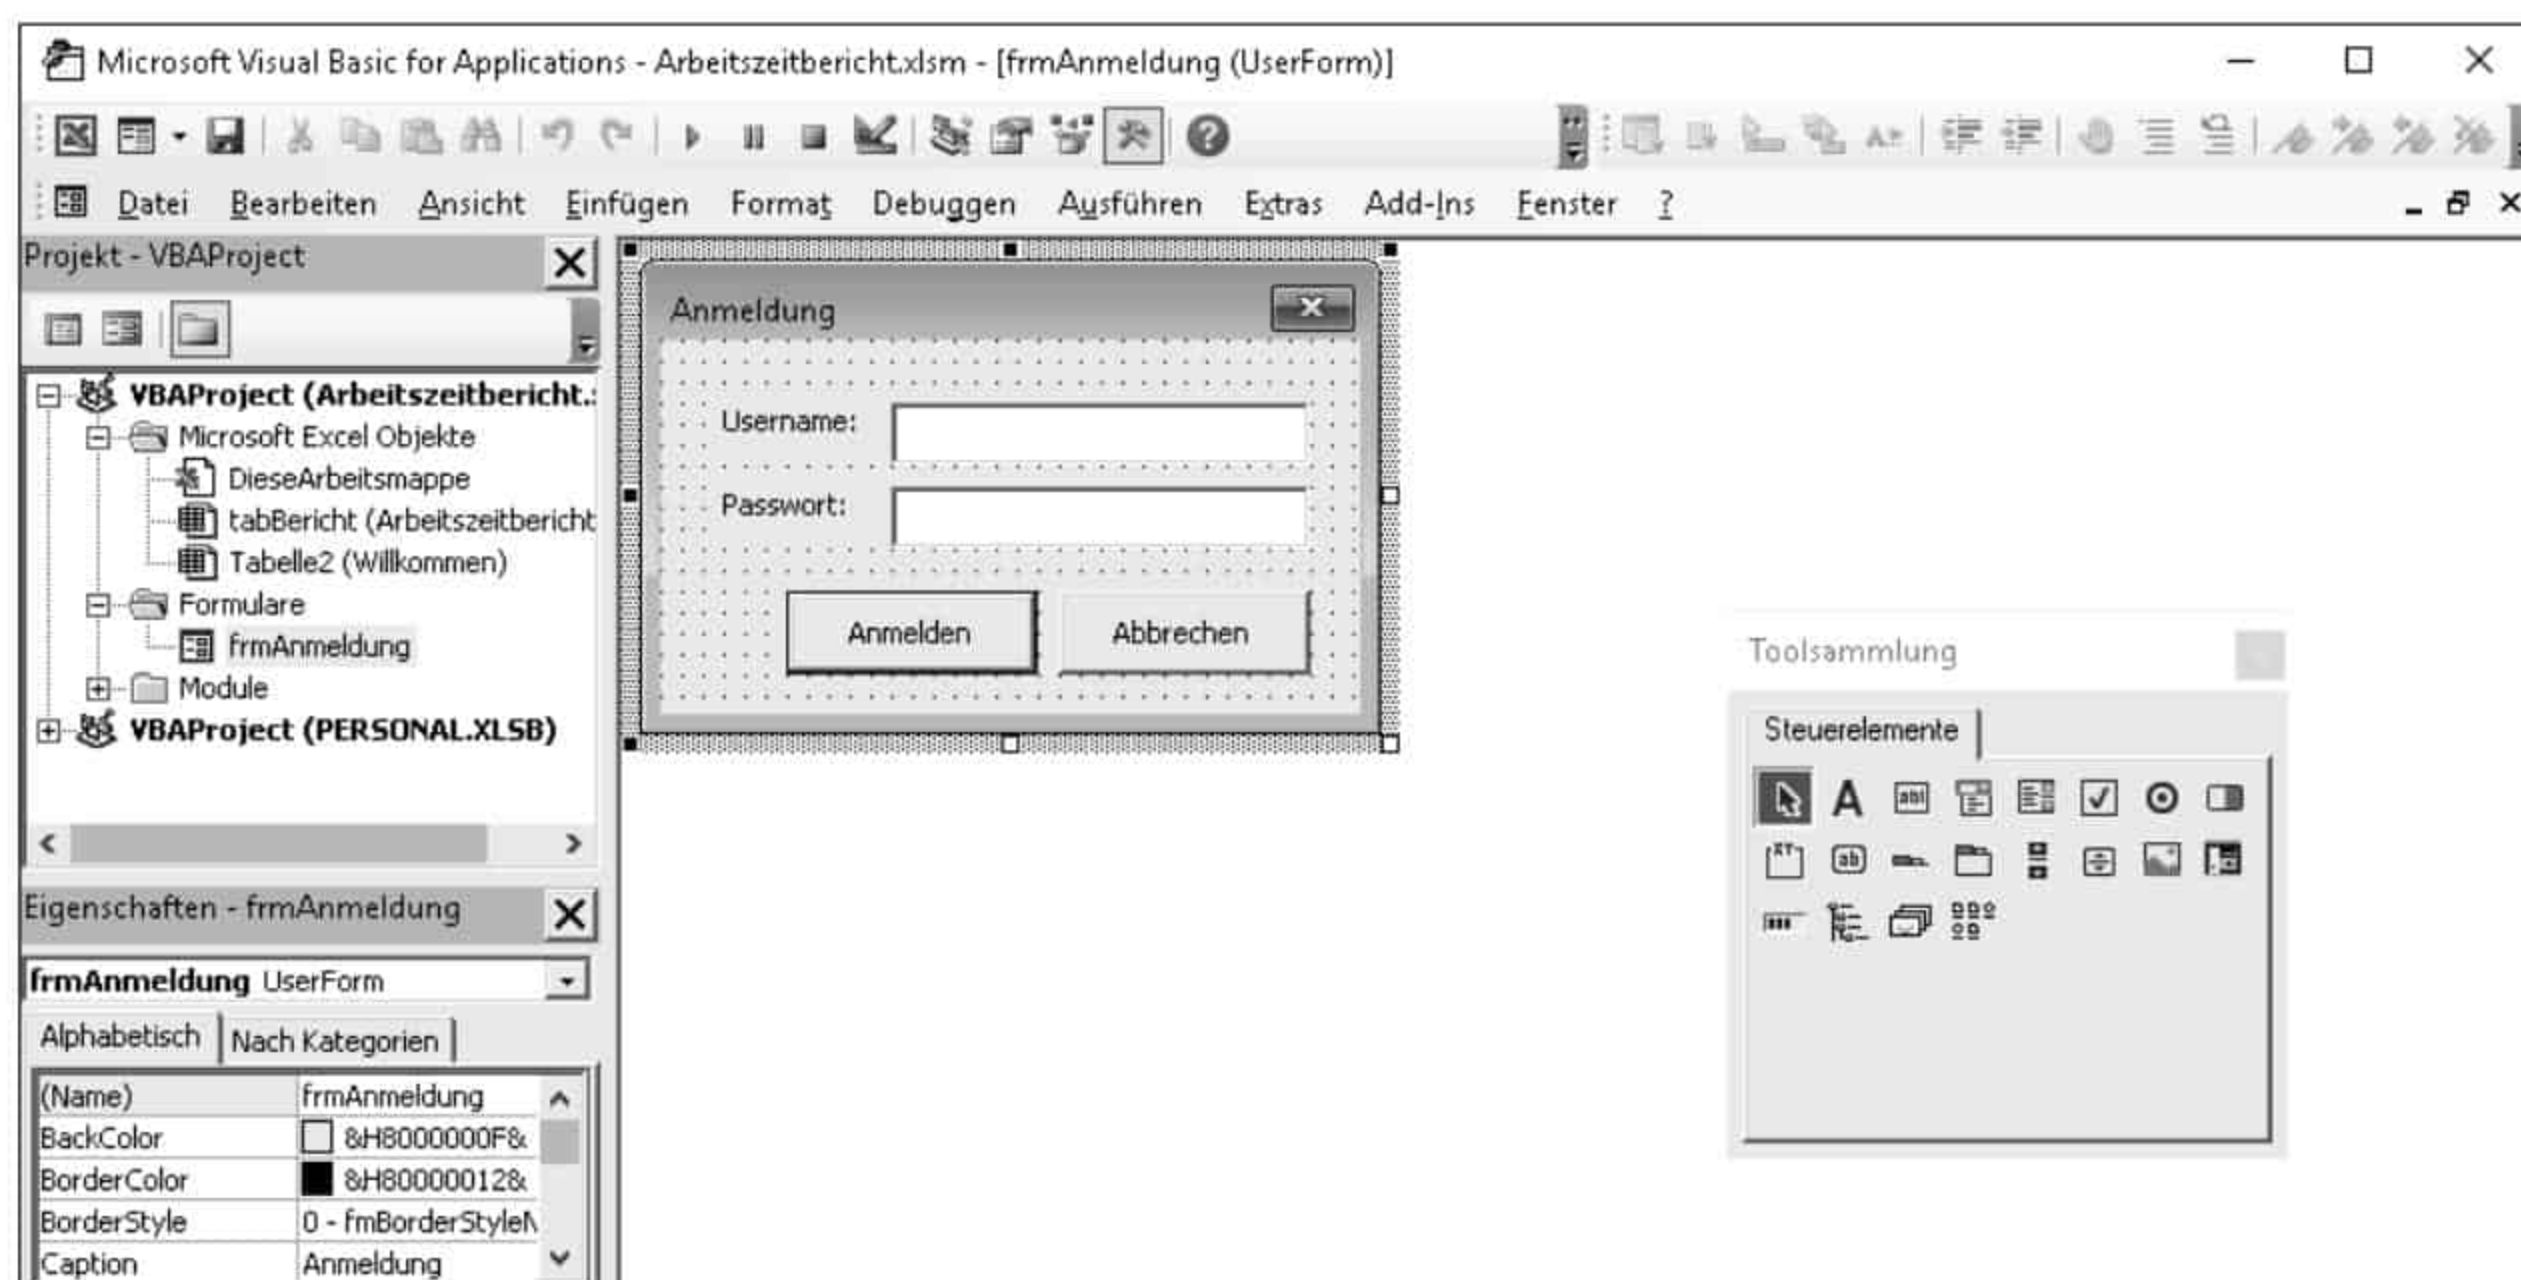 Microsoft Visual Basic for Applications - Arbeitszeitbericht.xlsm - [frmAnmeldung (UserForm)]
Datei Bearbeiten Ansicht Einfügen Format Debuggen Ausführen Extras Add-Ins Fenster ?
Projekt - VBAProject
VBAProject (Arbeitszeitbericht.
Microsoft Excel Objekte
DieseArbeitsmappe
tabBericht (Arbeitszeitbericht
Tabelle2 (Willkommen)
Formulare
frmAnmeldung
Module
VBAProject (PERSONAL.XLSB)
Eigenschaften - frmAnmeldung
frmAnmeldung UserForm
Alphabetisch Nach Kategorien
(Name) frmAnmeldung
BackColor &H8000000F&
BorderColor &H80000012&
BorderStyle 0 - fmBorderStyleN
Caption Anmeldung
Anmeldung
Username:
Passwort:
Anmelden Abbrechen
Toolsammlung
Steuerelemente